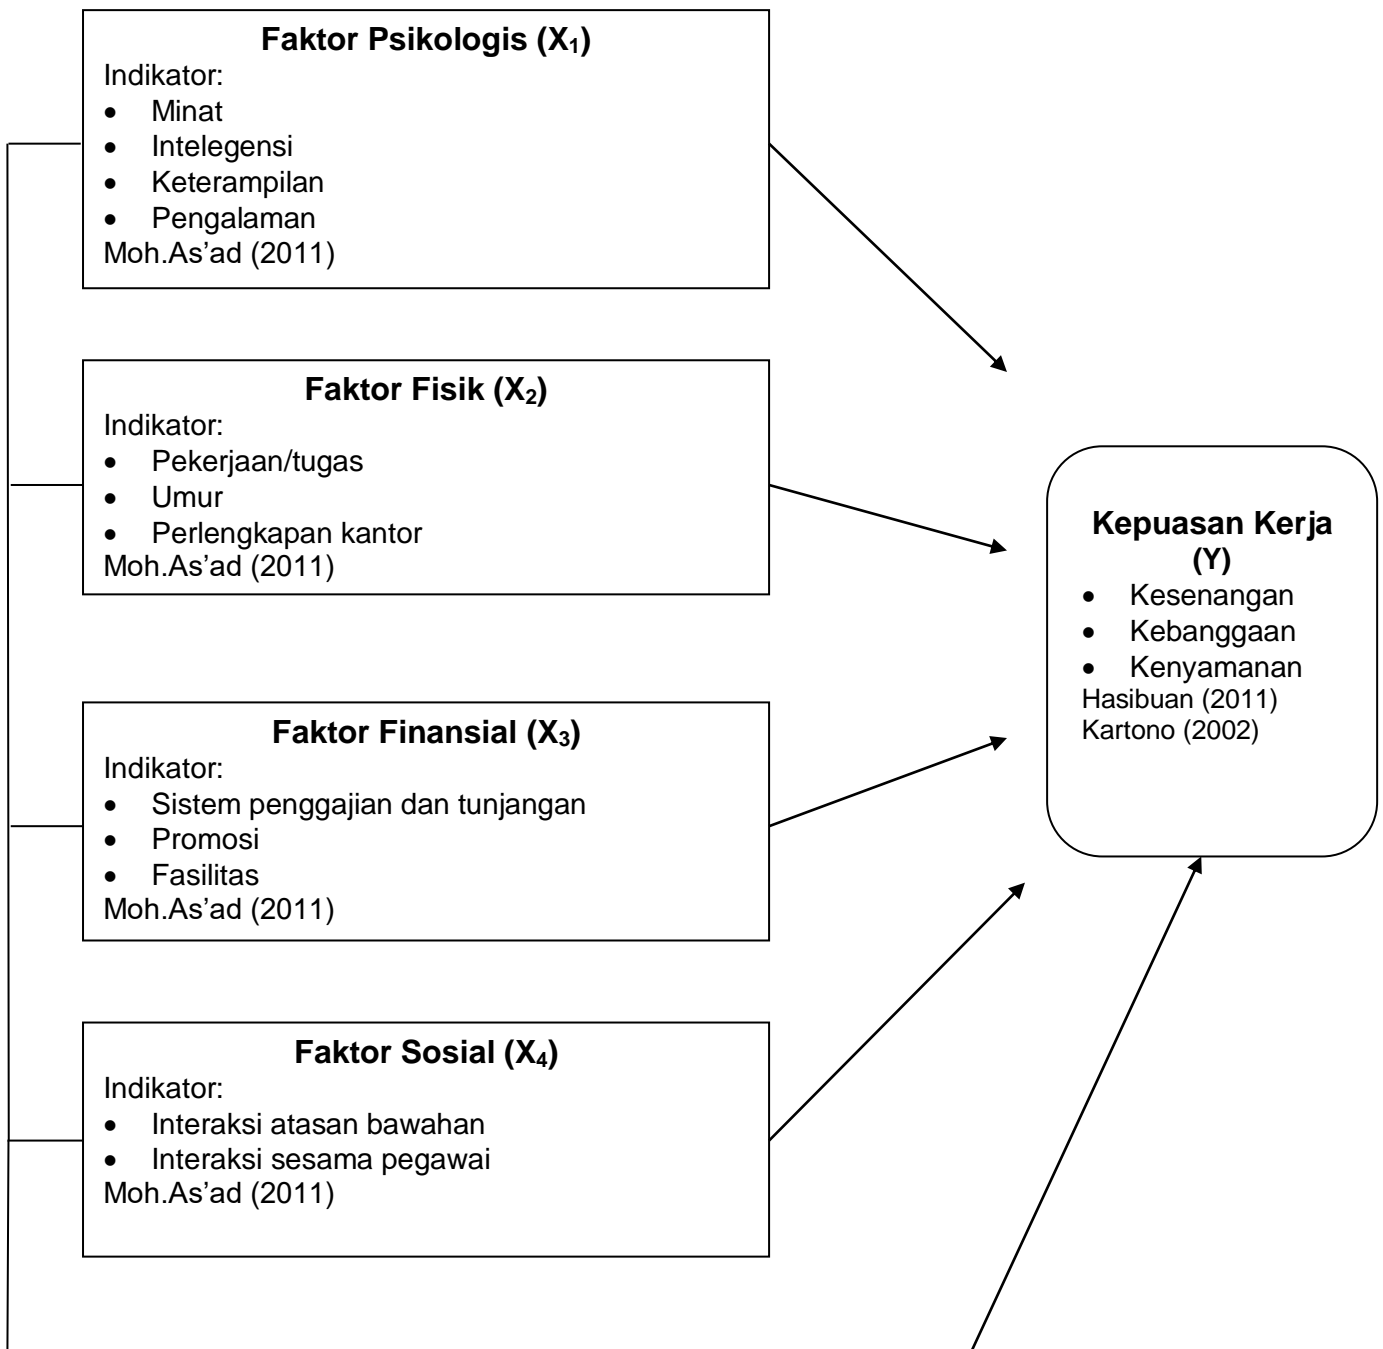 Faktor Psikologis (X₁)
Indikator:
• Minat
• Intelegensi
• Keterampilan
• Pengalaman
Moh.As’ad (2011)
Faktor Fisik (X₂)
Indikator:
• Pekerjaan/tugas
• Umur
• Perlengkapan kantor
Moh.As’ad (2011)
Faktor Finansial (X₃)
Indikator:
• Sistem penggajian dan tunjangan
• Promosi
• Fasilitas
Moh.As’ad (2011)
Faktor Sosial (X₄)
Indikator:
• Interaksi atasan bawahan
• Interaksi sesama pegawai
Moh.As’ad (2011)
Kepuasan Kerja
(Y)
• Kesenangan
• Kebanggaan
• Kenyamanan
Hasibuan (2011)
Kartono (2002)